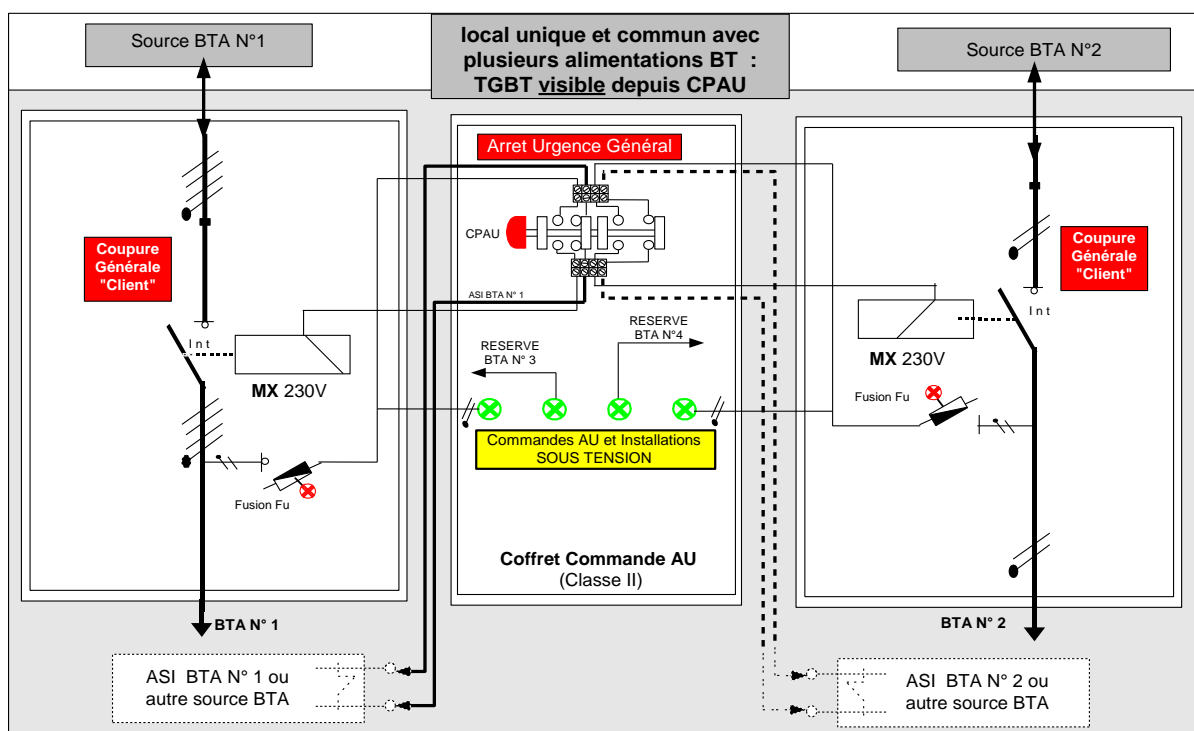 Source BTA N°1
local unique et commun avec
plusieurs alimentations BT :
TGBT visible depuis CPAU
Source BTA N°2
Arret Urgence Général
CPAU
Coupure
Générale
"Client"
Coupure
Générale
"Client"
ASI BTA N° 1
Int
MX 230V
RESERVE
BTA N° 3
RESERVE
BTA N°4
Int
MX 230V
Fusion Fu
Commandes AU et Installations
SOUS TENSION
Fusion Fu
Coffret Commande AU
(Classe II)
BTA N° 1
BTA N° 2
ASI BTA N° 1 ou
autre source BTA
ASI BTA N° 2 ou
autre source BTA